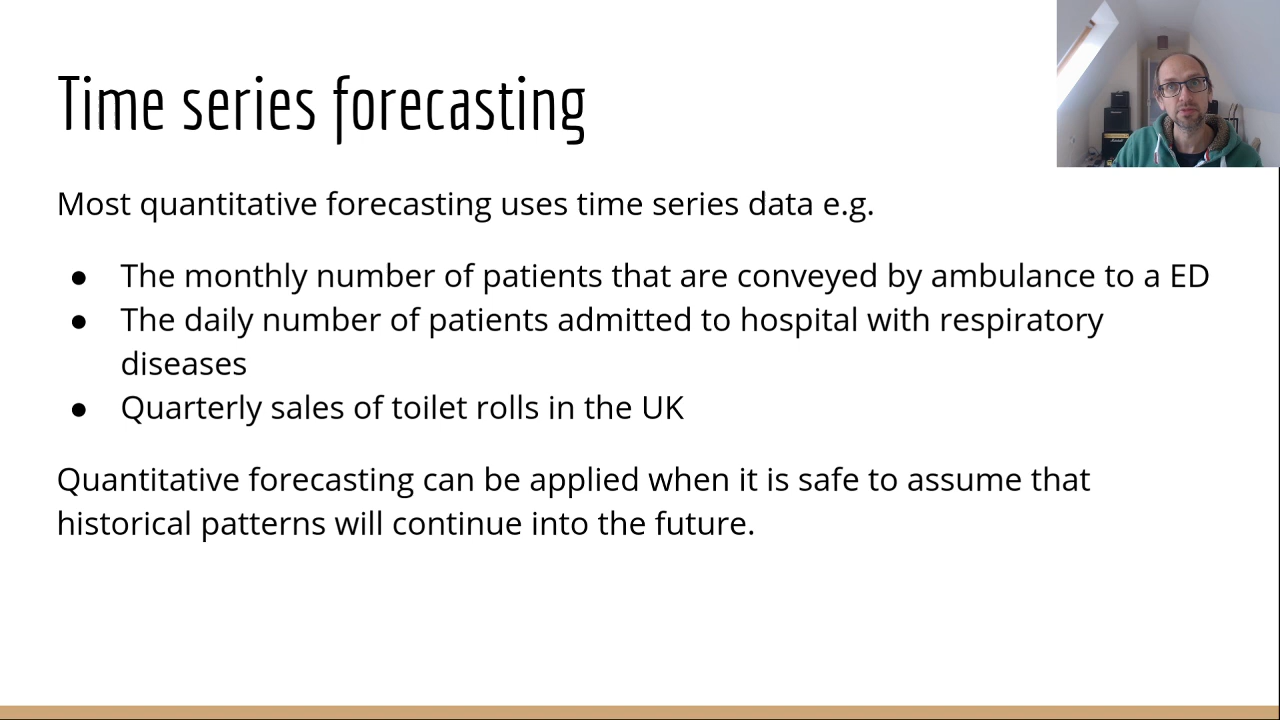 Time series forecasting
Most quantitative forecasting uses time series data e.g.
● The monthly number of patients that are conveyed by ambulance to a ED
● The daily number of patients admitted to hospital with respiratory
diseases
● Quarterly sales of toilet rolls in the UK
Quantitative forecasting can be applied when it is safe to assume that
historical patterns will continue into the future.